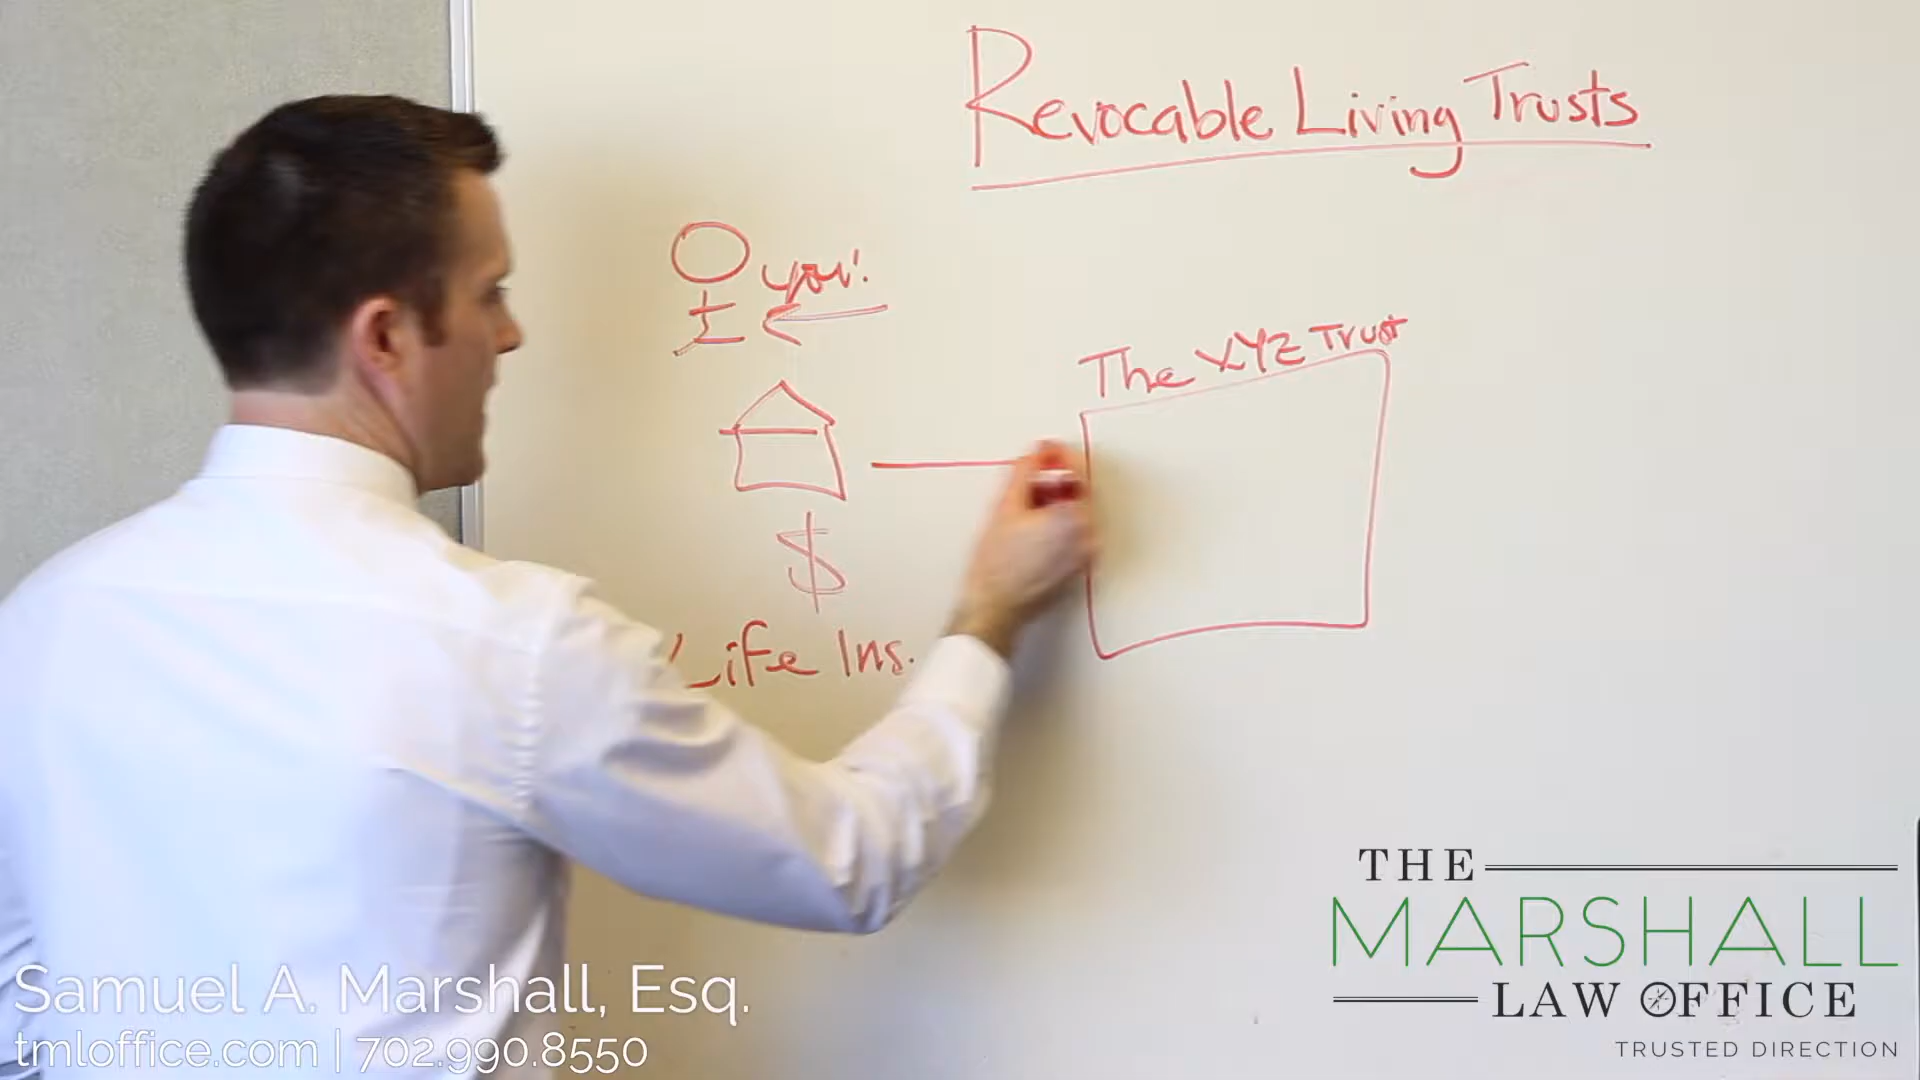 Revocable Living Trusts
you!
The XYZ Trust
$
Life Ins.
THE
MARSHALL
LAW OFFICE
TRUSTED DIRECTION
Samuel A. Marshall, Esq.
tmloffice.com | 702.990.8550